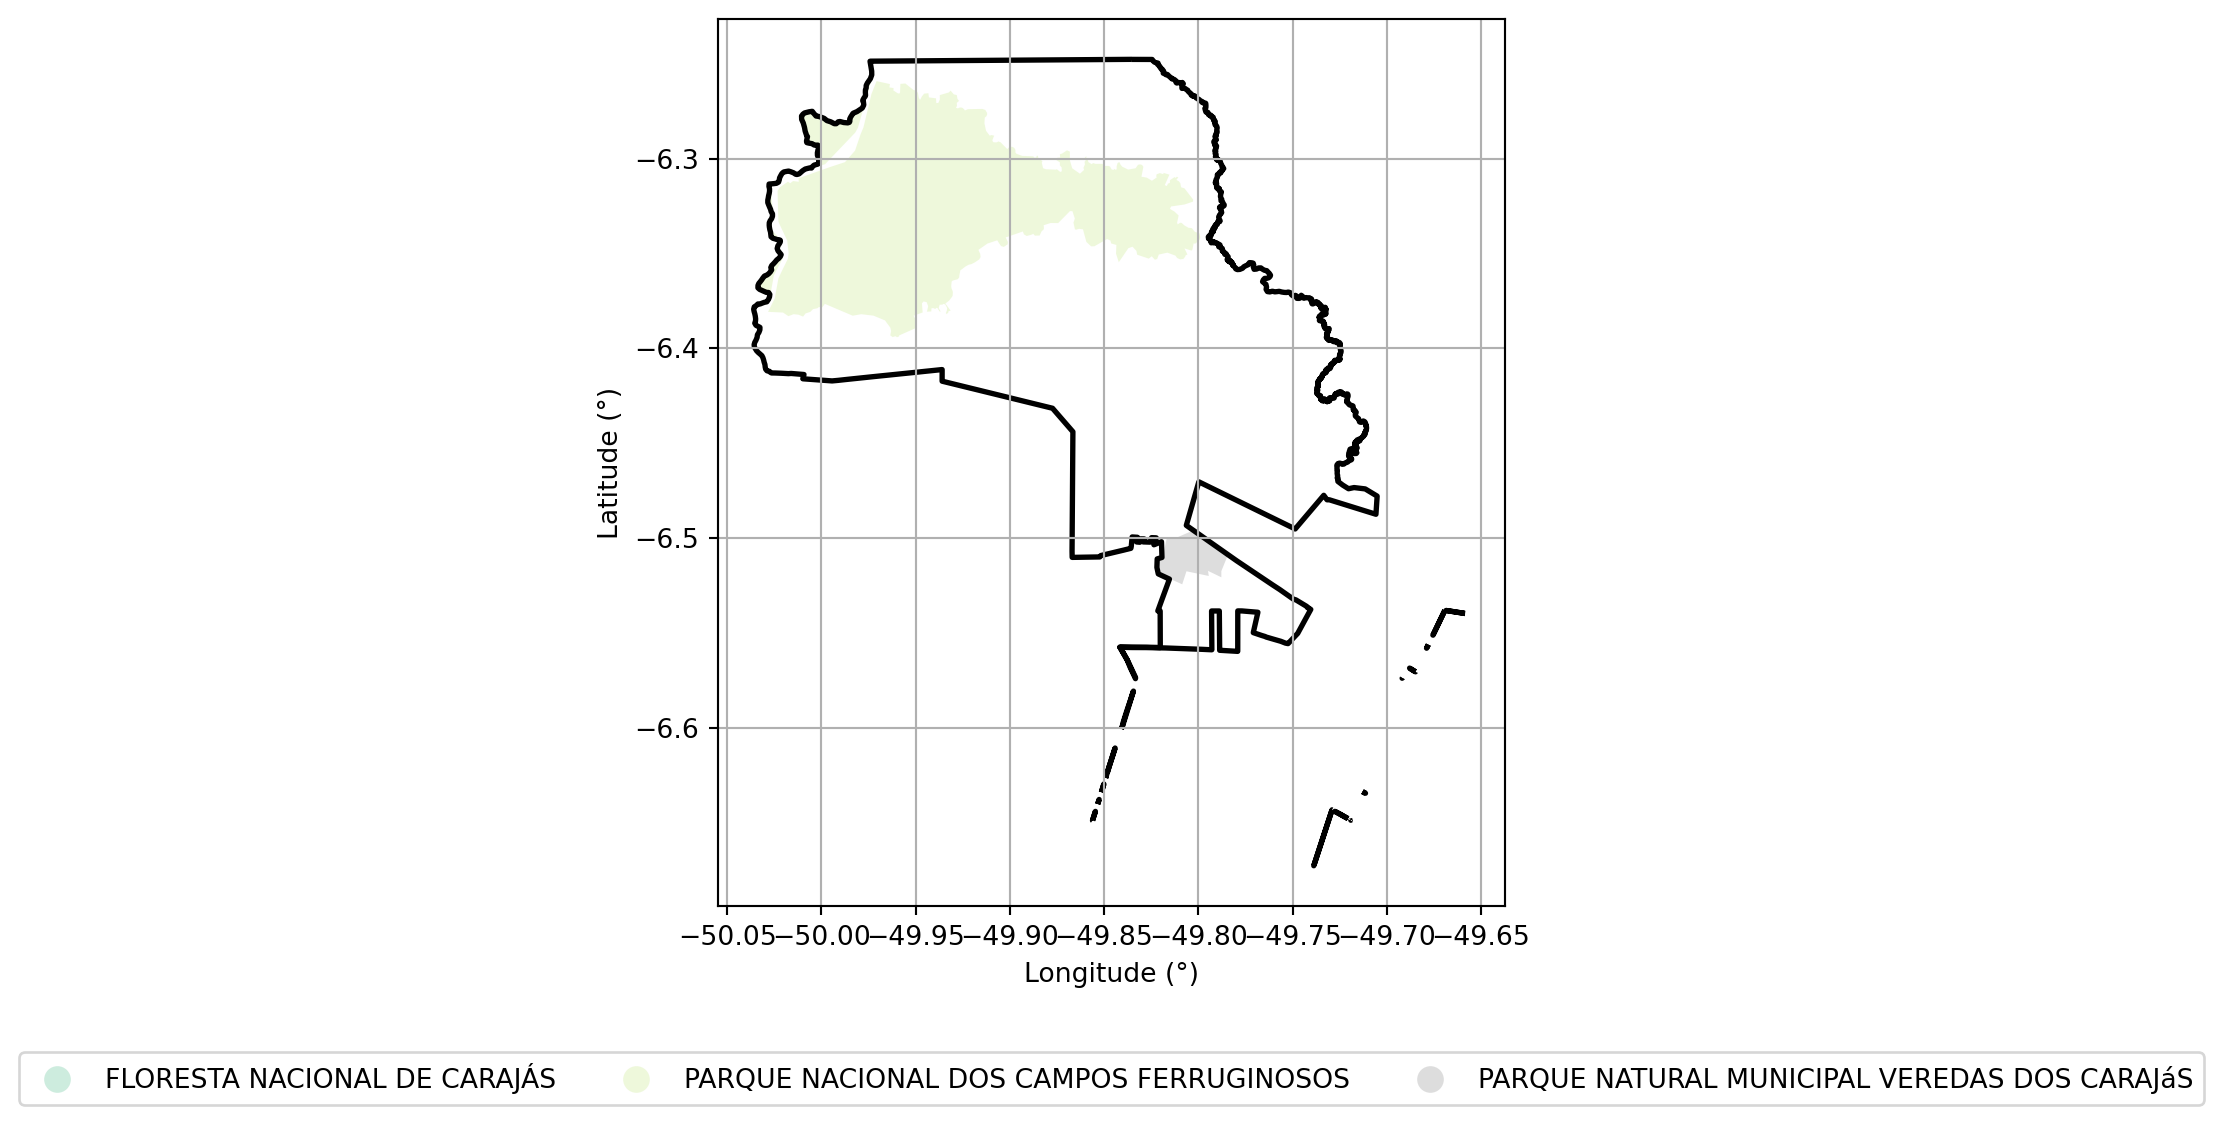 −6.3
−6.4
−6.5
−6.6
Latitude (°)
−50.05 −50.00 −49.95 −49.90 −49.85 −49.80 −49.75 −49.70 −49.65
Longitude (°)
FLORESTA NACIONAL DE CARAJÁS PARQUE NACIONAL DOS CAMPOS FERRUGINOSOS PARQUE NATURAL MUNICIPAL VEREDAS DOS CARAJáS